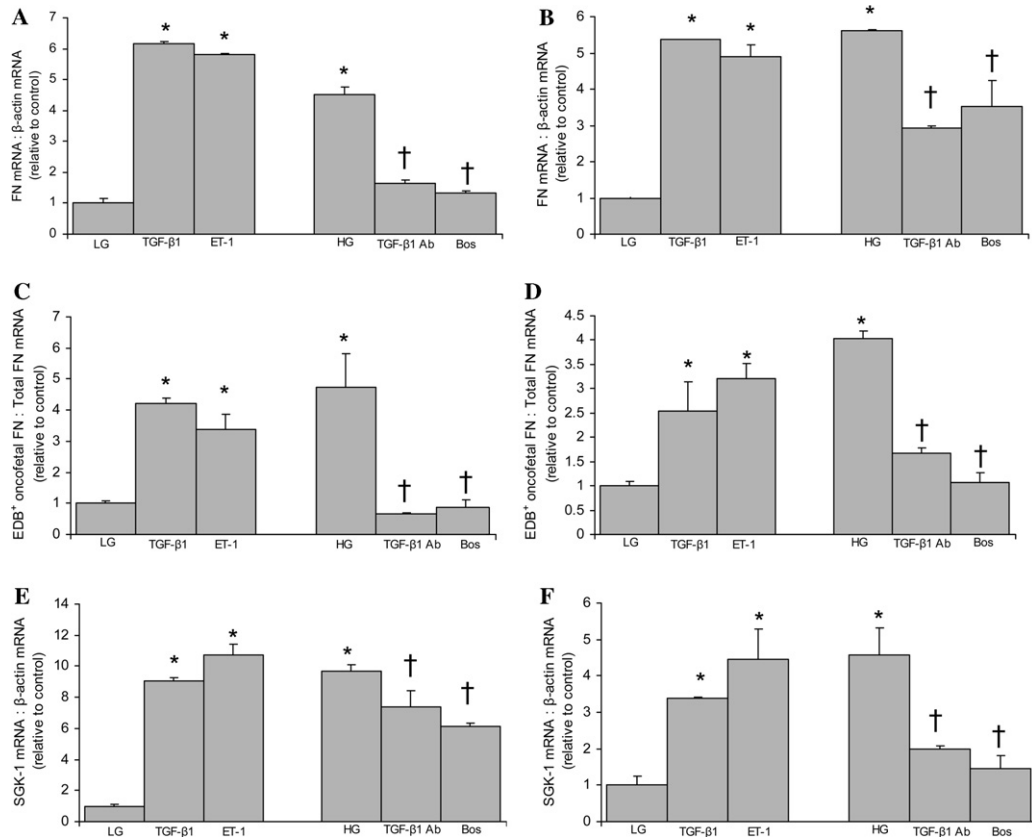 A
FN mRNA : β-actin mRNA
(relative to control)
7
6
5
4
3
2
1
0
* * * † †
LG TGF-β1 ET-1 HG TGF-β1 Ab Bos
B
FN mRNA : β-actin mRNA
(relative to control)
6
5
4
3
2
1
0
* * * † †
LG TGF-β1 ET-1 HG TGF-β1 Ab Bos
C
EDB⁺ oncofetal FN : Total FN mRNA
(relative to control)
7
6
5
4
3
2
1
0
* * * † †
LG TGF-β1 ET-1 HG TGF-β1 Ab Bos
D
EDB⁺ oncofetal FN : Total FN mRNA
(relative to control)
4.5
4
3.5
3
2.5
2
1.5
1
0.5
0
* * * † †
LG TGF-β1 ET-1 HG TGF-β1 Ab Bos
E
SGK-1 mRNA : β-actin mRNA
(relative to control)
14
12
10
8
6
4
2
0
* * * † †
LG TGF-β1 ET-1 HG TGF-β1 Ab Bos
F
SGK-1 mRNA : β-actin mRNA
(relative to control)
6
5
4
3
2
1
0
* * * † †
LG TGF-β1 ET-1 HG TGF-β1 Ab Bos